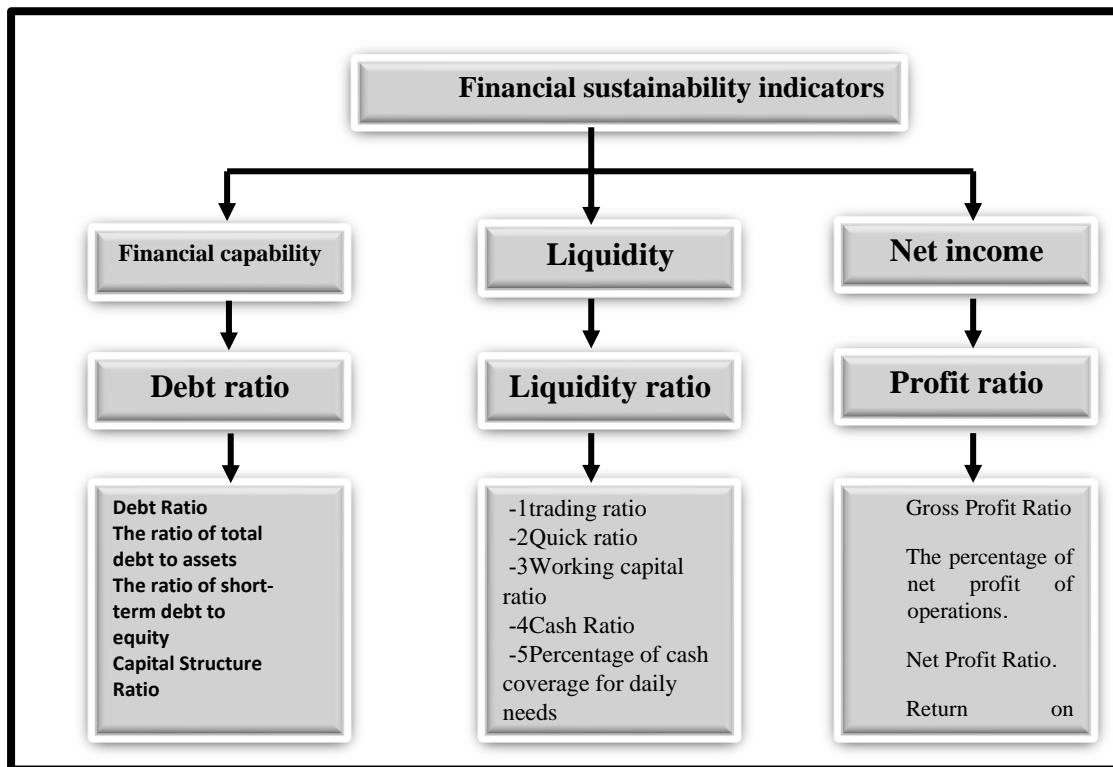 Financial sustainability indicators
Financial capability
Liquidity
Net income
Debt ratio
Liquidity ratio
Profit ratio
Debt Ratio
The ratio of total
debt to assets
The ratio of short-
term debt to
equity
Capital Structure
Ratio
-1trading ratio
-2Quick ratio
-3Working capital
ratio
-4Cash Ratio
-5Percentage of cash
coverage for daily
needs
Gross Profit Ratio
The percentage of
net profit of
operations.
Net Profit Ratio.
Return on